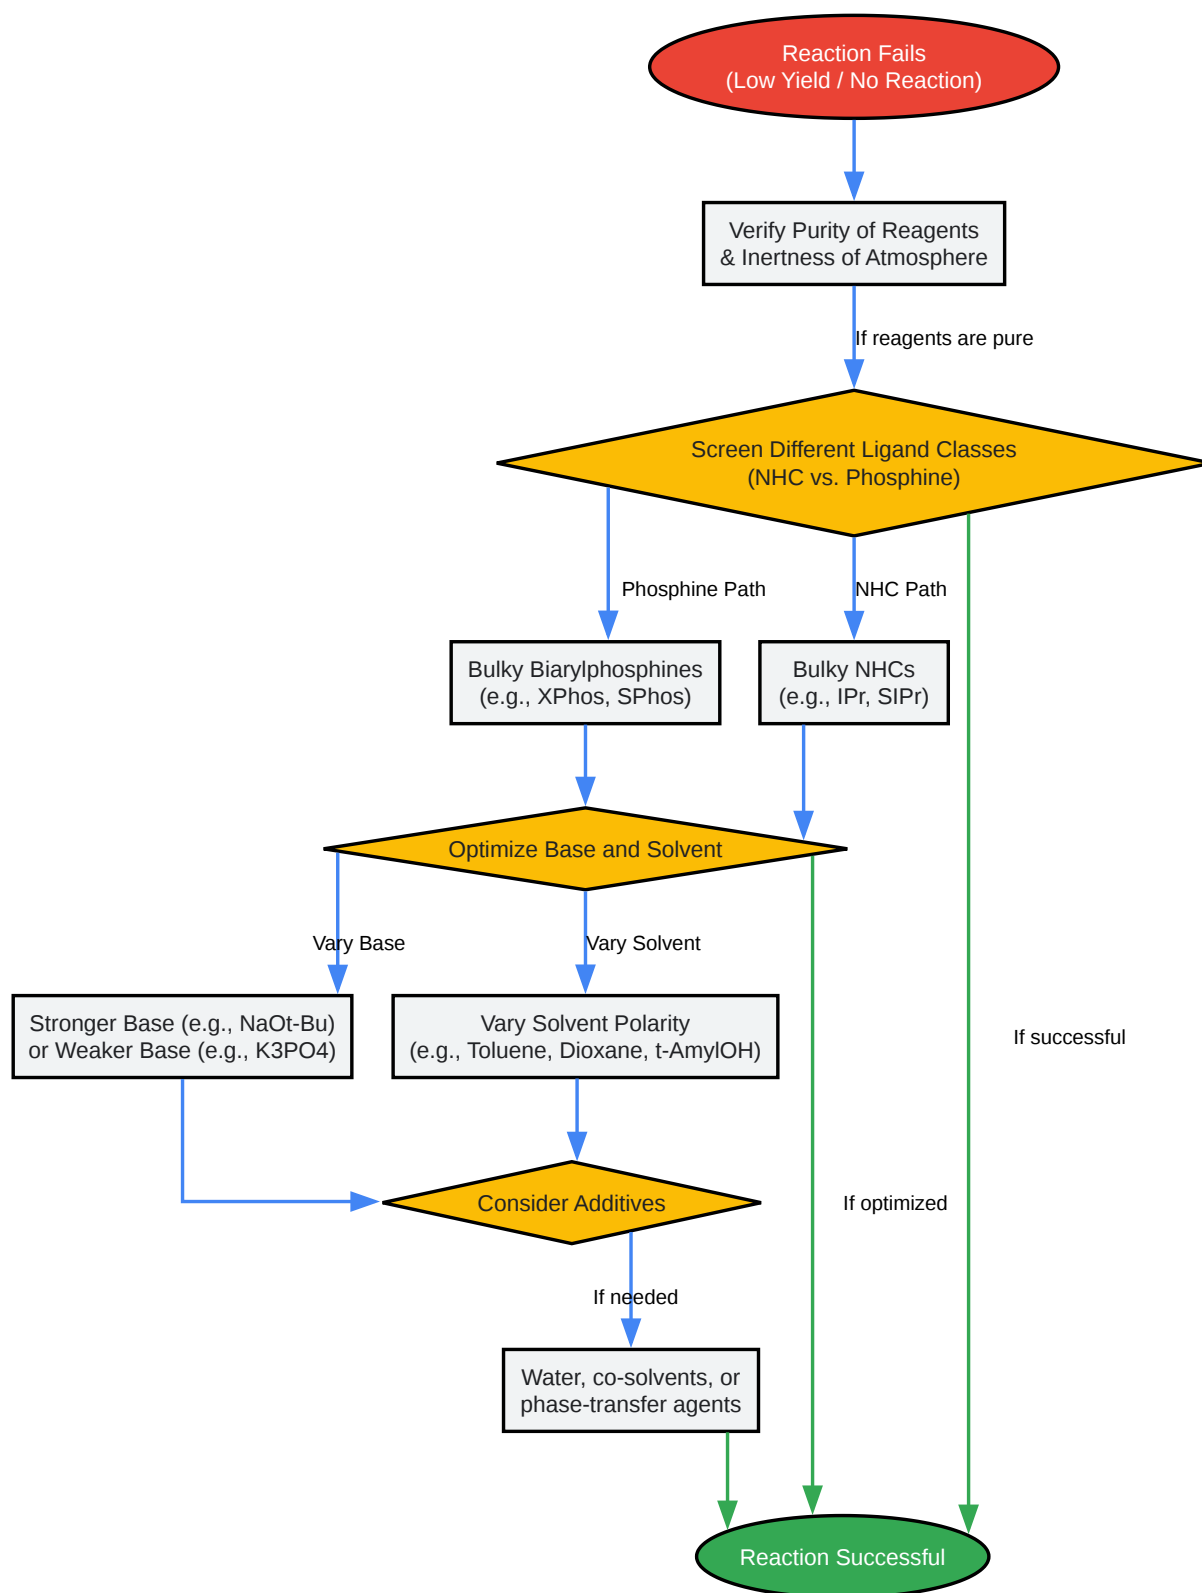 Reaction Fails
(Low Yield / No Reaction)
Verify Purity of Reagents
& Inertness of Atmosphere
If reagents are pure
Screen Different Ligand Classes
(NHC vs. Phosphine)
Phosphine Path
NHC Path
Bulky Biarylphosphines
(e.g., XPhos, SPhos)
Bulky NHCs
(e.g., IPr, SIPr)
Optimize Base and Solvent
Vary Base
Vary Solvent
Stronger Base (e.g., NaOt-Bu)
or Weaker Base (e.g., K3PO4)
Vary Solvent Polarity
(e.g., Toluene, Dioxane, t-AmylOH)
If successful
Consider Additives
If optimized
If needed
Water, co-solvents, or
phase-transfer agents
Reaction Successful